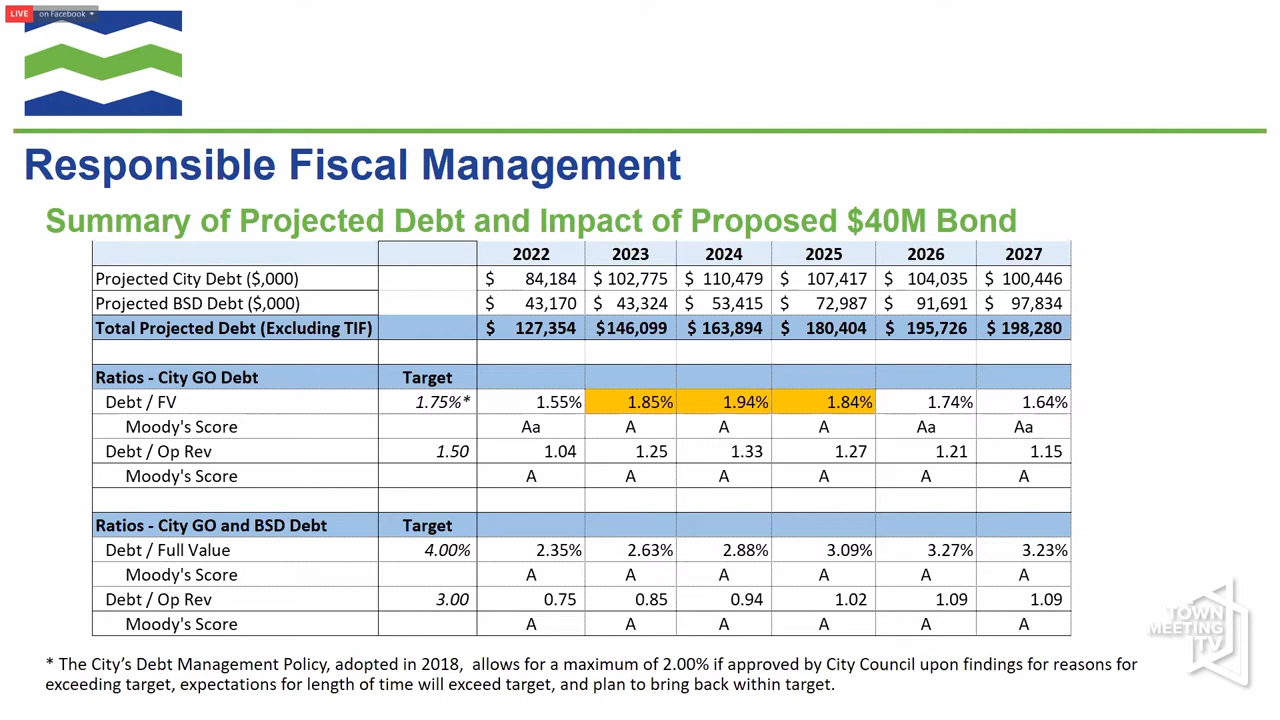 LIVE on Facebook
Responsible Fiscal Management
Summary of Projected Debt and Impact of Proposed $40M Bond
2022 2023 2024 2025 2026 2027
Projected City Debt ($,000) $ 84,184 $ 102,775 $ 110,479 $ 107,417 $ 104,035 $ 100,446
Projected BSD Debt ($,000) $ 43,170 $ 43,324 $ 53,415 $ 72,987 $ 91,691 $ 97,834
Total Projected Debt (Excluding TIF) $ 127,354 $146,099 $ 163,894 $ 180,404 $ 195,726 $ 198,280
Ratios - City GO Debt Target
Debt / FV 1.75%* 1.55% 1.85% 1.94% 1.84% 1.74% 1.64%
Moody's Score Aa A A A Aa Aa
Debt / Op Rev 1.50 1.04 1.25 1.33 1.27 1.21 1.15
Moody's Score A A A A A A
Ratios - City GO and BSD Debt Target
Debt / Full Value 4.00% 2.35% 2.63% 2.88% 3.09% 3.27% 3.23%
Moody's Score A A A A A A
Debt / Op Rev 3.00 0.75 0.85 0.94 1.02 1.09 1.09
Moody's Score A A A A A A
TOWN
MEETING
TV
* The City's Debt Management Policy, adopted in 2018, allows for a maximum of 2.00% if approved by City Council upon findings for reasons for
exceeding target, expectations for length of time will exceed target, and plan to bring back within target.